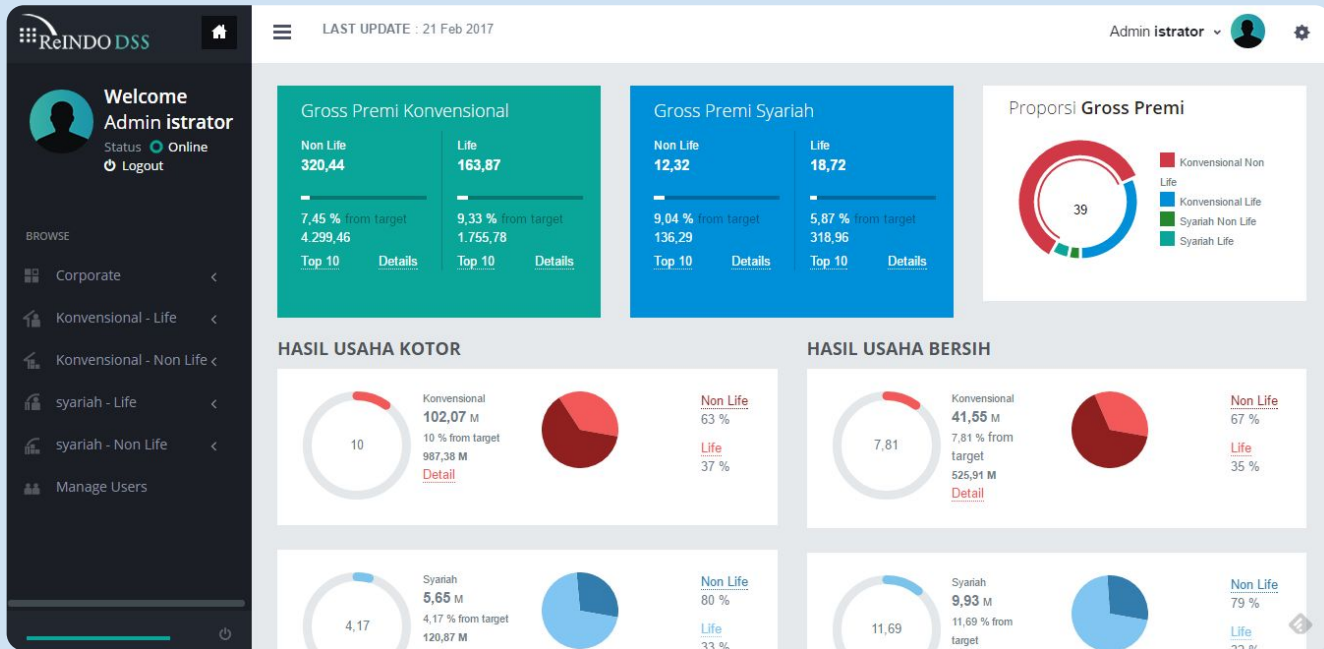 ReINDO DSS
LAST UPDATE : 21 Feb 2017
Admin istrator
Welcome
Admin istrator
Status Online
Logout
BROWSE
Corporate
Konvensional - Life
Konvensional - Non Life
syariah - Life
syariah - Non Life
Manage Users
Gross Premi Konvensional
Non Life
320,44
7,45 % from target
4.299,46
Top 10 Details
Life
163,87
9,33 % from target
1.755,78
Top 10 Details
Gross Premi Syariah
Non Life
12,32
9,04 % from target
136,29
Top 10 Details
Life
18,72
5,87 % from target
318,96
Top 10 Details
Proporsi Gross Premi
39
Konvensional Non
Life
Konvensional Life
Syariah Non Life
Syariah Life
HASIL USAHA KOTOR
10
Konvensional
102,07 M
10 % from target
987,38 M
Detail
Non Life
63 %
Life
37 %
4,17
Syariah
5,65 M
4,17 % from target
120,87 M
Non Life
80 %
Life
33 %
HASIL USAHA BERSIH
7,81
Konvensional
41,55 M
7,81 % from
target
525,91 M
Detail
Non Life
67 %
Life
35 %
11,69
Syariah
9,93 M
11,69 % from
target
Non Life
79 %
Life